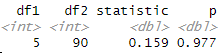 df1 df2 statistic p
<int> <int> <dbl> <dbl>
5 90 0.159 0.977